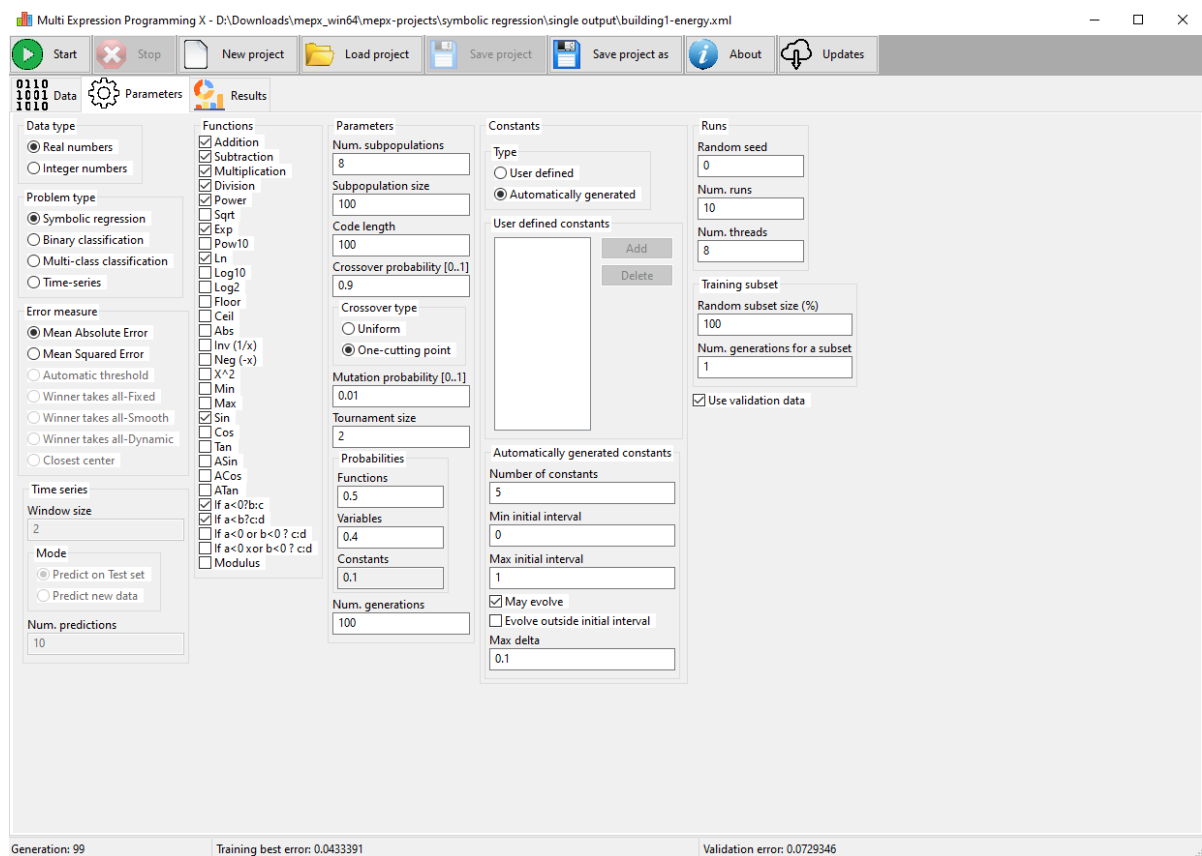 Multi Expression Programming X - D:\Downloads\mepx_win64\mepx-projects\symbolic regression\single output\building1-energy.xml
Start Stop New project Load project Save project Save project as About Updates
0110
1001
1010
Data Parameters Results
Data type
Real numbers
Integer numbers
Problem type
Symbolic regression
Binary classification
Multi-class classification
Time-series
Error measure
Mean Absolute Error
Mean Squared Error
Automatic threshold
Winner takes all-Fixed
Winner takes all-Smooth
Winner takes all-Dynamic
Closest center
Time series
Window size
2
Mode
Predict on Test set
Predict new data
Num. predictions
10
Functions
Addition
Subtraction
Multiplication
Division
Power
Sqrt
Exp
Pow10
Ln
Log10
Log2
Floor
Ceil
Abs
Inv (1/x)
Neg (-x)
X^2
Min
Max
Sin
Cos
Tan
ASin
ACos
ATan
If a<0?b:c
If a<b?c:d
If a<0 or b<0 ? c:d
If a<0 xor b<0 ? c:d
Modulus
Parameters
Num. subpopulations
8
Subpopulation size
100
Code length
100
Crossover probability [0..1]
0.9
Crossover type
Uniform
One-cutting point
Mutation probability [0..1]
0.01
Tournament size
2
Probabilities
Functions
0.5
Variables
0.4
Constants
0.1
Num. generations
100
Constants
Type
User defined
Automatically generated
User defined constants
Add
Delete
Automatically generated constants
Number of constants
5
Min initial interval
0
Max initial interval
1
May evolve
Evolve outside initial interval
Max delta
0.1
Runs
Random seed
0
Num. runs
10
Num. threads
8
Training subset
Random subset size (%)
100
Num. generations for a subset
1
Use validation data
Generation: 99 Training best error: 0.0433391 Validation error: 0.0729346